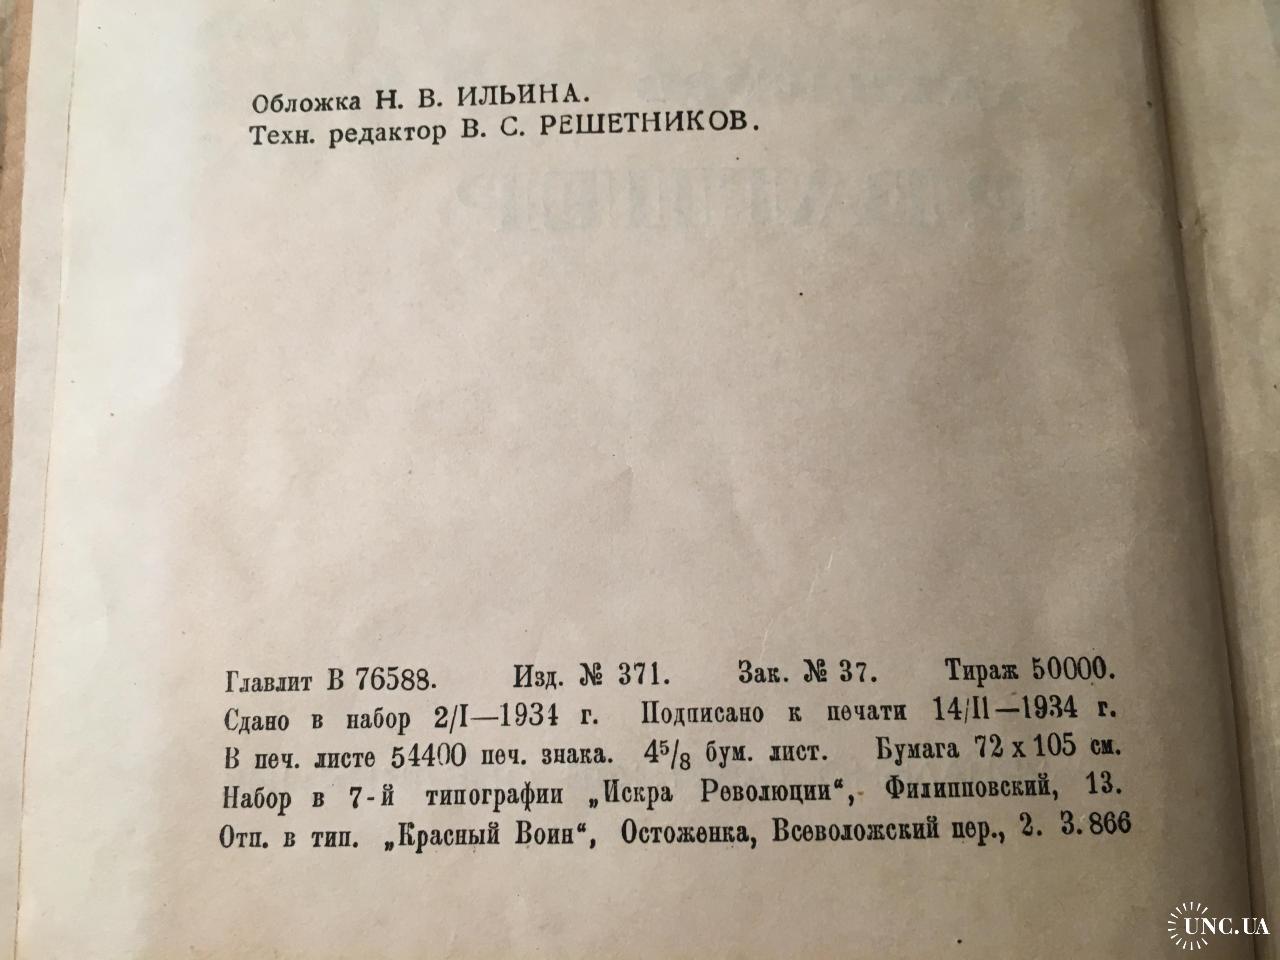 Обложка Н. В. ИЛЬИНА.
Техн. редактор В. С. РЕШЕТНИКОВ.
Главлит В 76588. Изд. № 371. Зак. № 37. Тираж 50000.
Сдано в набор 2/I—1934 г. Подписано к печати 14/II—1934 г.
В печ. листе 54400 печ. знака. 4⁵/₈ бум. лист. Бумага 72 х 105 см.
Набор в 7-й типографии „Искра Революции“, Филипповский, 13.
Отп. в тип. „Красный Воин“, Остоженка, Всеволожский пер., 2. З. 866
UNC.UA